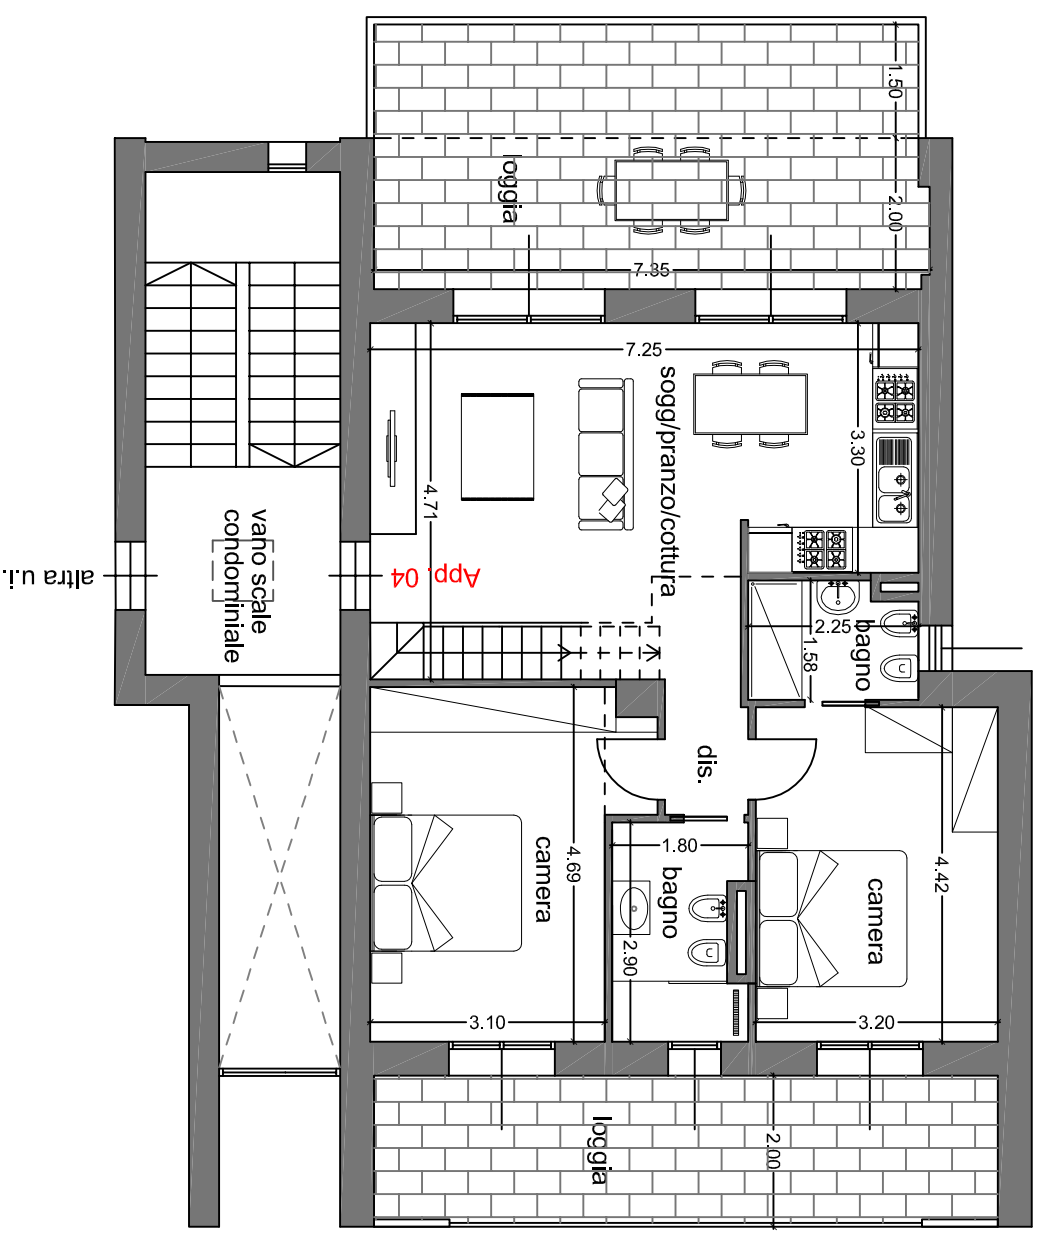 1.50
loggia
2.00
7.35
7.25
sogg/pranzo/cottura
3.30
4.71
vano scale
condominiale
altra u.i.
App. 04
2.25
bagno
1.58
dis.
camera
4.69
1.80
bagno
2.90
camera
4.42
3.10
3.20
loggia
2.00